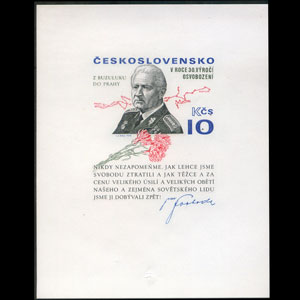 ČESKOSLOVENSKO
Z BUZULUKU
DO PRAHY
V ROCE 30. VÝROČÍ
OSVOBOZENÍ
Kčs
10
NIKDY NEZAPOMEŇME, JAK LEHCE JSME
SVOBODU ZTRATILI A JAK TĚŽCE A ZA
CENU VELIKÉHO ÚSILÍ A VELIKÝCH OBĚTÍ
NAŠEHO A ZEJMÉNA SOVĚTSKÉHO LIDU
JSME JI DOBÝVALI ZPĚT!